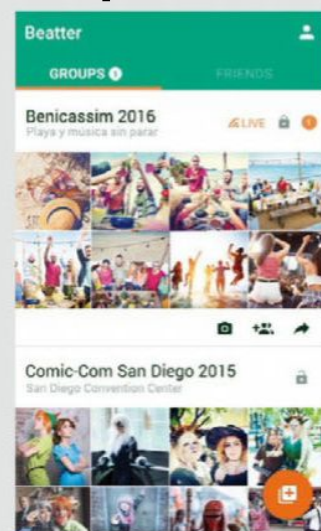 Beatter
GROUPS 1
FRIENDS
Benicassim 2016
LIVE
1
Playa y música sin parar
Comic-Com San Diego 2015
San Diego Convention Center